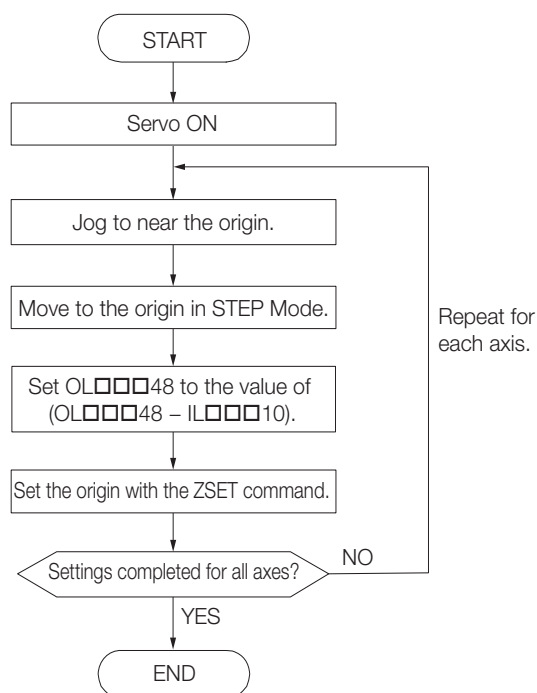 START
Servo ON
Jog to near the origin.
Move to the origin in STEP Mode.
Repeat for
each axis.
Set OL□□□48 to the value of
(OL□□□48 – IL□□□10).
Set the origin with the ZSET command.
Settings completed for all axes?
NO
YES
END